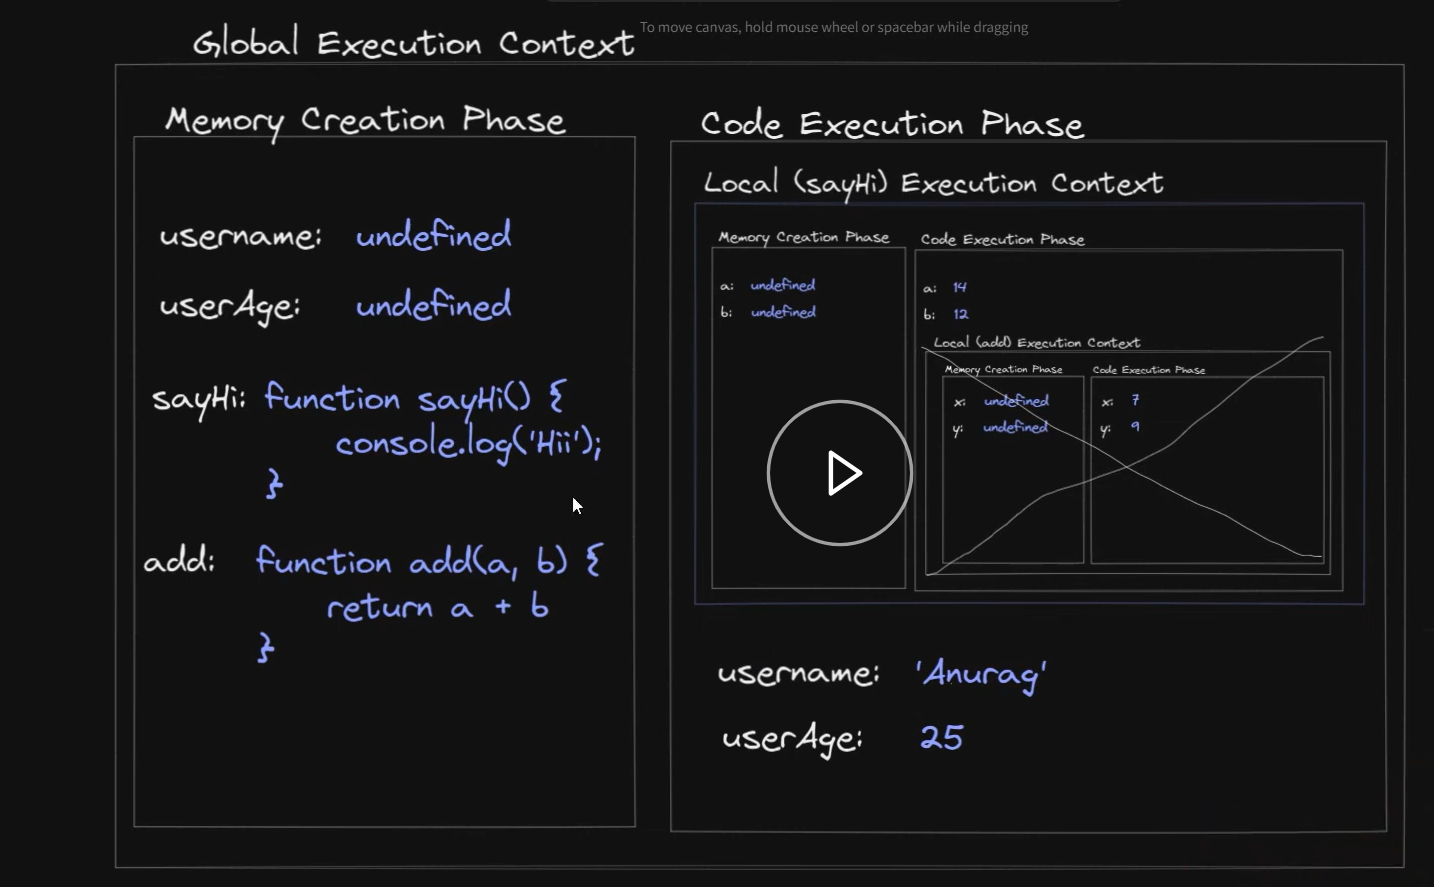 To move canvas, hold mouse wheel or spacebar while dragging
Global Execution Context
Memory Creation Phase
username: undefined
userAge: undefined
sayHi: function sayHi() {
console.log('Hii');
}
add: function add(a, b) {
return a + b
}
Code Execution Phase
Local (sayHi) Execution Context
Memory Creation Phase
a: undefined
b: undefined
Code Execution Phase
a: 14
b: 12
Local (add) Execution Context
Memory Creation Phase
x: undefined
y: undefined
Code Execution Phase
x: 7
y: 9
username: 'Anurag'
userAge: 25